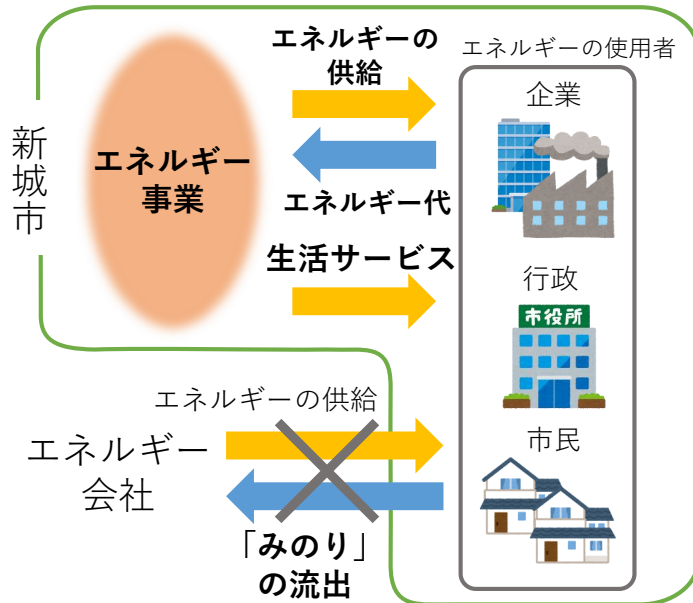 エネルギーの
供給
エネルギーの使用者
企業
新城市
エネルギー
事業
エネルギー代
生活サービス
行政
市役所
エネルギーの供給
市民
エネルギー
会社
「みのり」
の流出